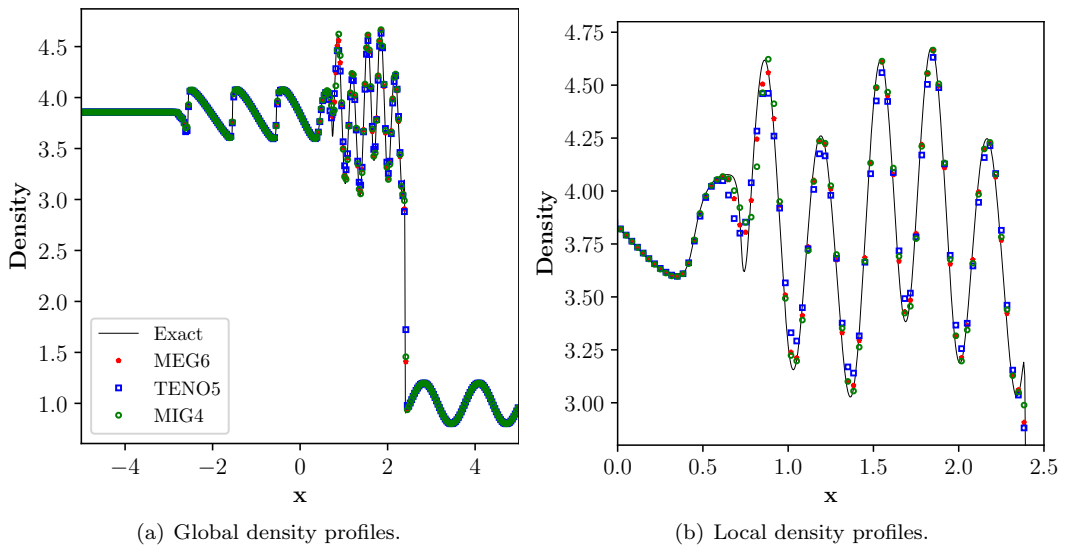 4.5
4.0
3.5
3.0
2.5
2.0
1.5
1.0
Density
Exact
MEG6
TENO5
MIG4
−4
−2
0
2
4
x
(a) Global density profiles.
4.75
4.50
4.25
4.00
3.75
3.50
3.25
3.00
Density
0.0
0.5
1.0
1.5
2.0
2.5
x
(b) Local density profiles.